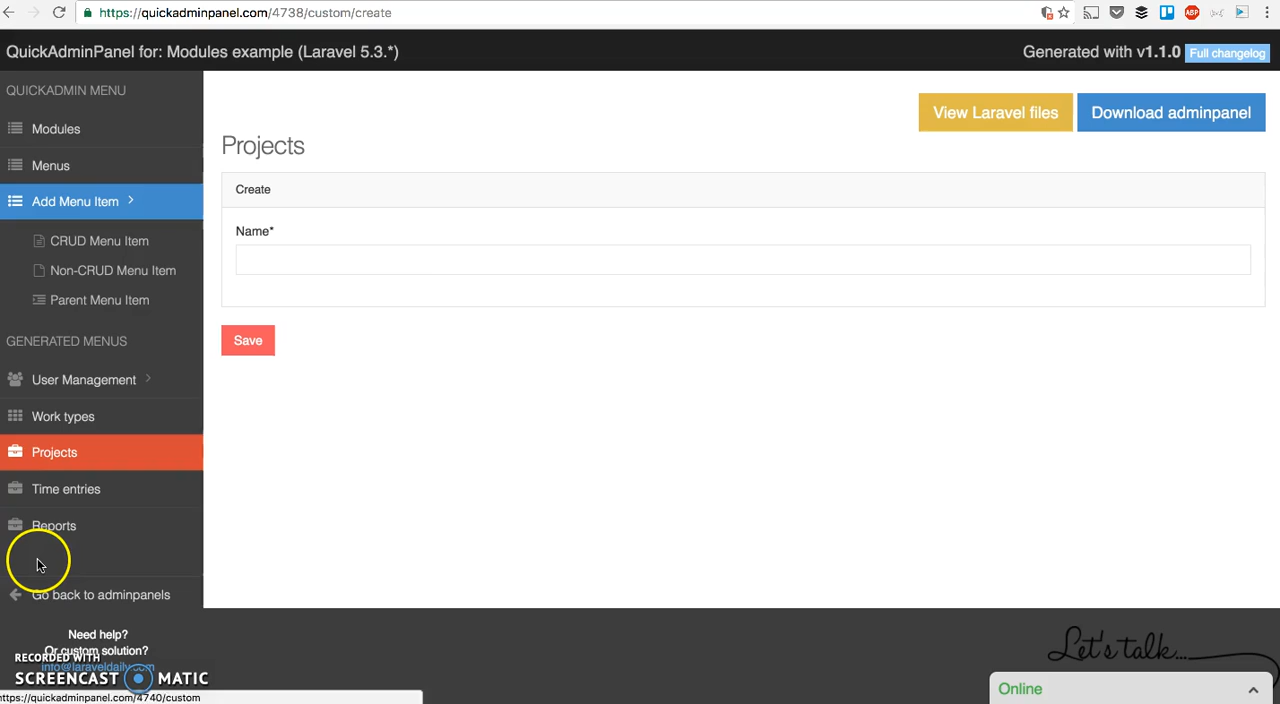 https://quickadminpanel.com/4738/custom/create
ABP
QuickAdminPanel for: Modules example (Laravel 5.3.*)
Generated with v1.1.0 Full changelog
QUICKADMIN MENU
Modules
Menus
Add Menu Item
CRUD Menu Item
Non-CRUD Menu Item
Parent Menu Item
GENERATED MENUS
User Management
Work types
Projects
Time entries
Reports
Go back to adminpanels
View Laravel files
Download adminpanel
Projects
Create
Name*
Save
Need help?
Or custom solution?
info@laraveldaily.com
RECORDED WITH
SCREENCAST MATIC
https://quickadminpanel.com/4740/custom
Let's talk...
Online